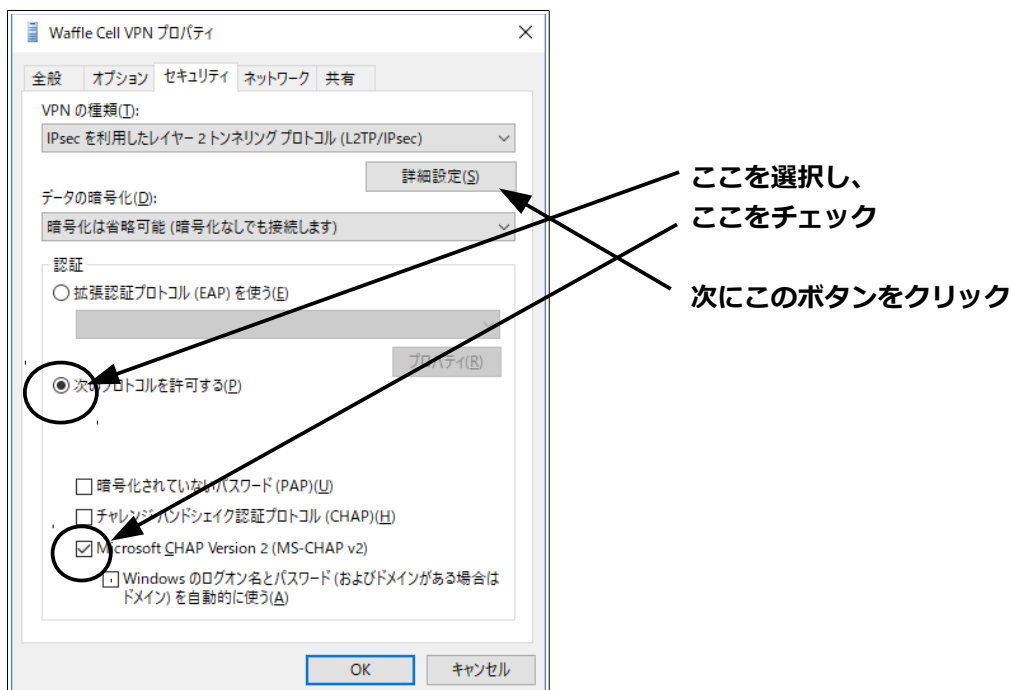 Waffle Cell VPN プロパティ
全般 オプション セキュリティ ネットワーク 共有
VPN の種類(T):
IPsec を利用したレイヤー 2 トンネリング プロトコル (L2TP/IPsec)
詳細設定(S)
データの暗号化(D):
暗号化は省略可能 (暗号化なしでも接続します)
認証
拡張認証プロトコル (EAP) を使う(E)
プロパティ(R)
次のプロトコルを許可する(P)
暗号化されていないパスワード (PAP)(U)
チャレンジ ハンドシェイク認証プロトコル (CHAP)(H)
Microsoft CHAP Version 2 (MS-CHAP v2)
Windows のログオン名とパスワード (およびドメインがある場合は
ドメイン) を自動的に使う(A)
OK キャンセル
ここを選択し、
ここをチェック
次にこのボタンをクリック